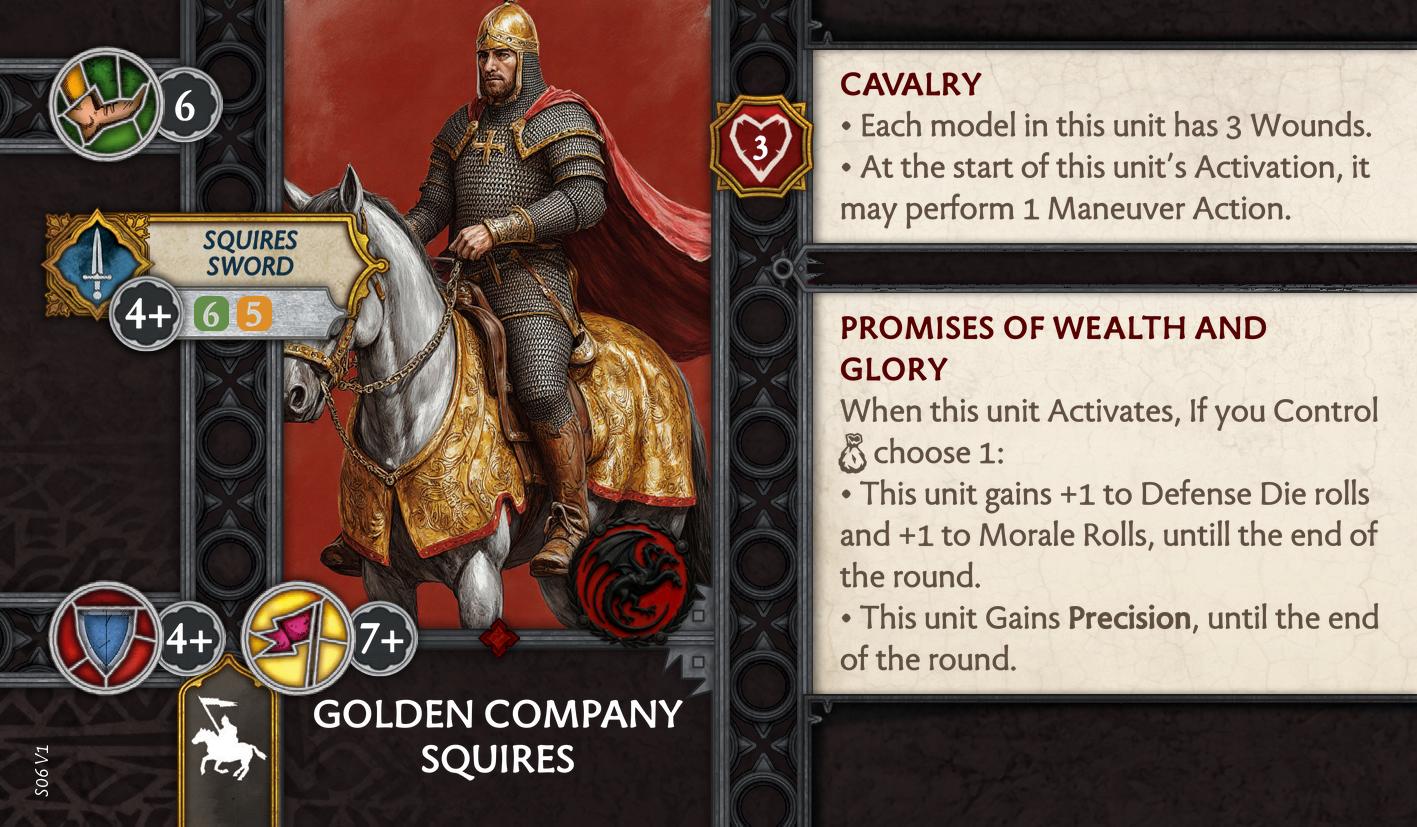 6
SQUIRES
SWORD
4+ 6 5
4+ 7+
GOLDEN COMPANY
SQUIRES
S06 V1
3
CAVALRY
• Each model in this unit has 3 Wounds.
• At the start of this unit's Activation, it
may perform 1 Maneuver Action.
PROMISES OF WEALTH AND
GLORY
When this unit Activates, If you Control
choose 1:
• This unit gains +1 to Defense Die rolls
and +1 to Morale Rolls, untill the end of
the round.
• This unit Gains Precision, until the end
of the round.